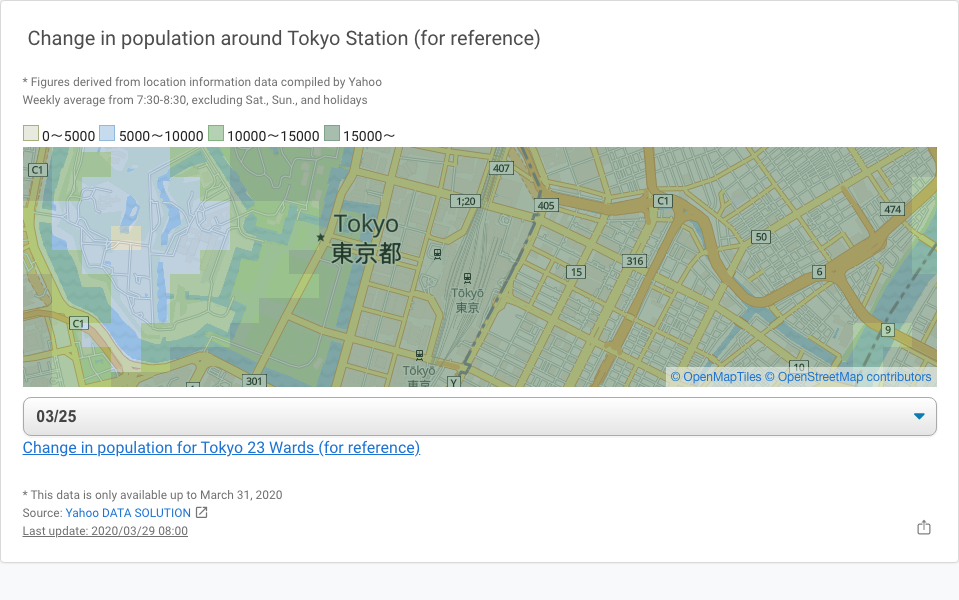 Change in population around Tokyo Station (for reference)
* Figures derived from location information data compiled by Yahoo
Weekly average from 7:30-8:30, excluding Sat., Sun., and holidays
0～5000 5000～10000 10000～15000 15000～
407
C1
1;20
405
C1
474
Tokyo
東京都
50
316
15
6
Tōkyō
東京
C1
9
10
Tōkyō
東京
301
Y
© OpenMapTiles © OpenStreetMap contributors
03/25
Change in population for Tokyo 23 Wards (for reference)
* This data is only available up to March 31, 2020
Source: Yahoo DATA SOLUTION
Last update: 2020/03/29 08:00